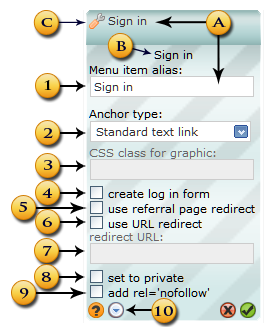 C Sign in A
B Sign in
Menu item alias:
1 Sign in
Anchor type:
2 Standard text link
CSS class for graphic:
3
4 create log in form
5 use referral page redirect
6 use URL redirect
redirect URL:
7
8 set to private
9 add rel='nofollow'
? 10